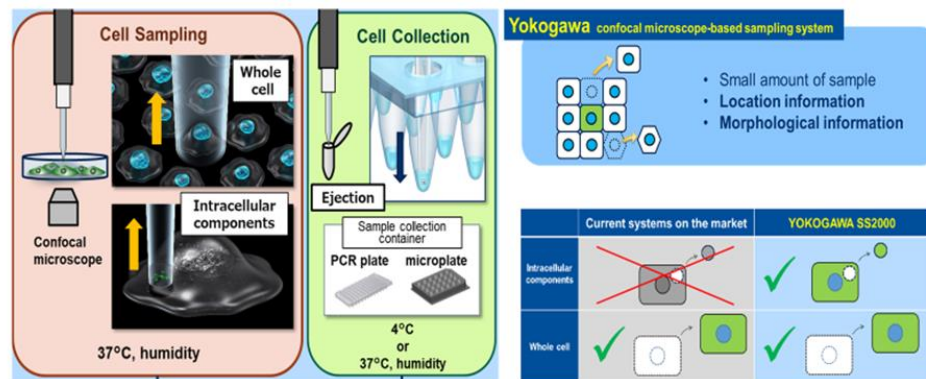 Cell Sampling
Whole
cell
Intracellular
components
Confocal
microscope
37°C, humidity
Cell Collection
Ejection
Sample collection
container
PCR plate
microplate
4°C
or
37°C, humidity
Yokogawa confocal microscope-based sampling system
• Small amount of sample
• Location information
• Morphological information
Current systems on the market
YOKOGAWA SS2000
Intracellular
components
Whole cell